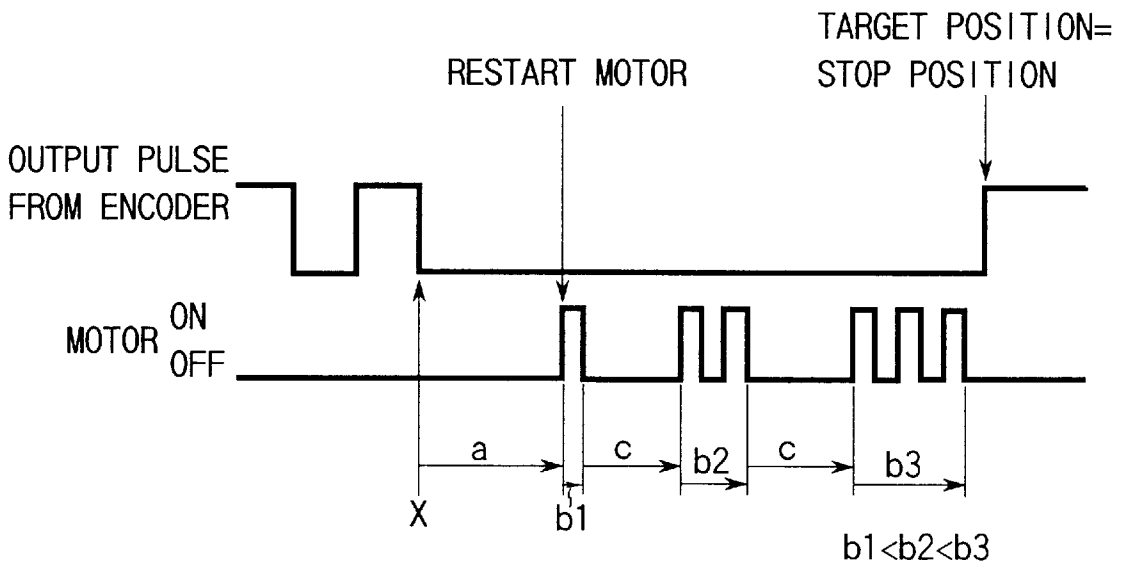 TARGET POSITION=
STOP POSITION
RESTART MOTOR
OUTPUT PULSE
FROM ENCODER
MOTOR
ON
OFF
a
c
b2
c
b3
X
b1
b1<b2<b3